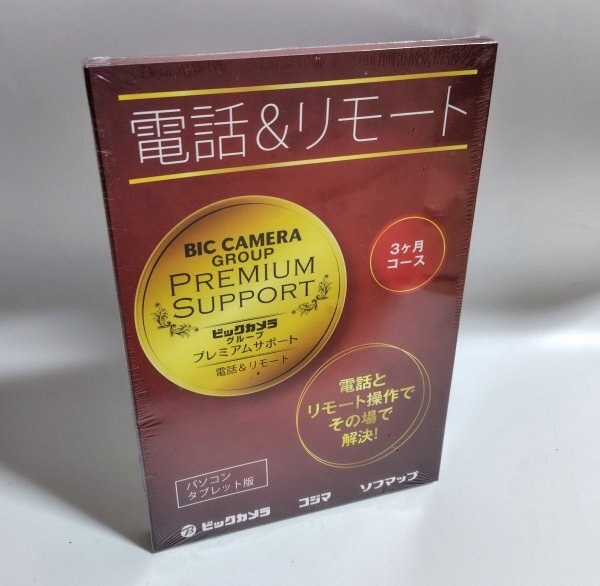 電話&リモート
BIC CAMERA
GROUP
PREMIUM
SUPPORT
ビックカメラ
グループ
プレミアムサポート
電話&リモート
3ヶ月
コース
電話と
リモート操作で
その場で
解決!
パソコン
タブレット版
B ビックカメラ コジマ ソフマップ